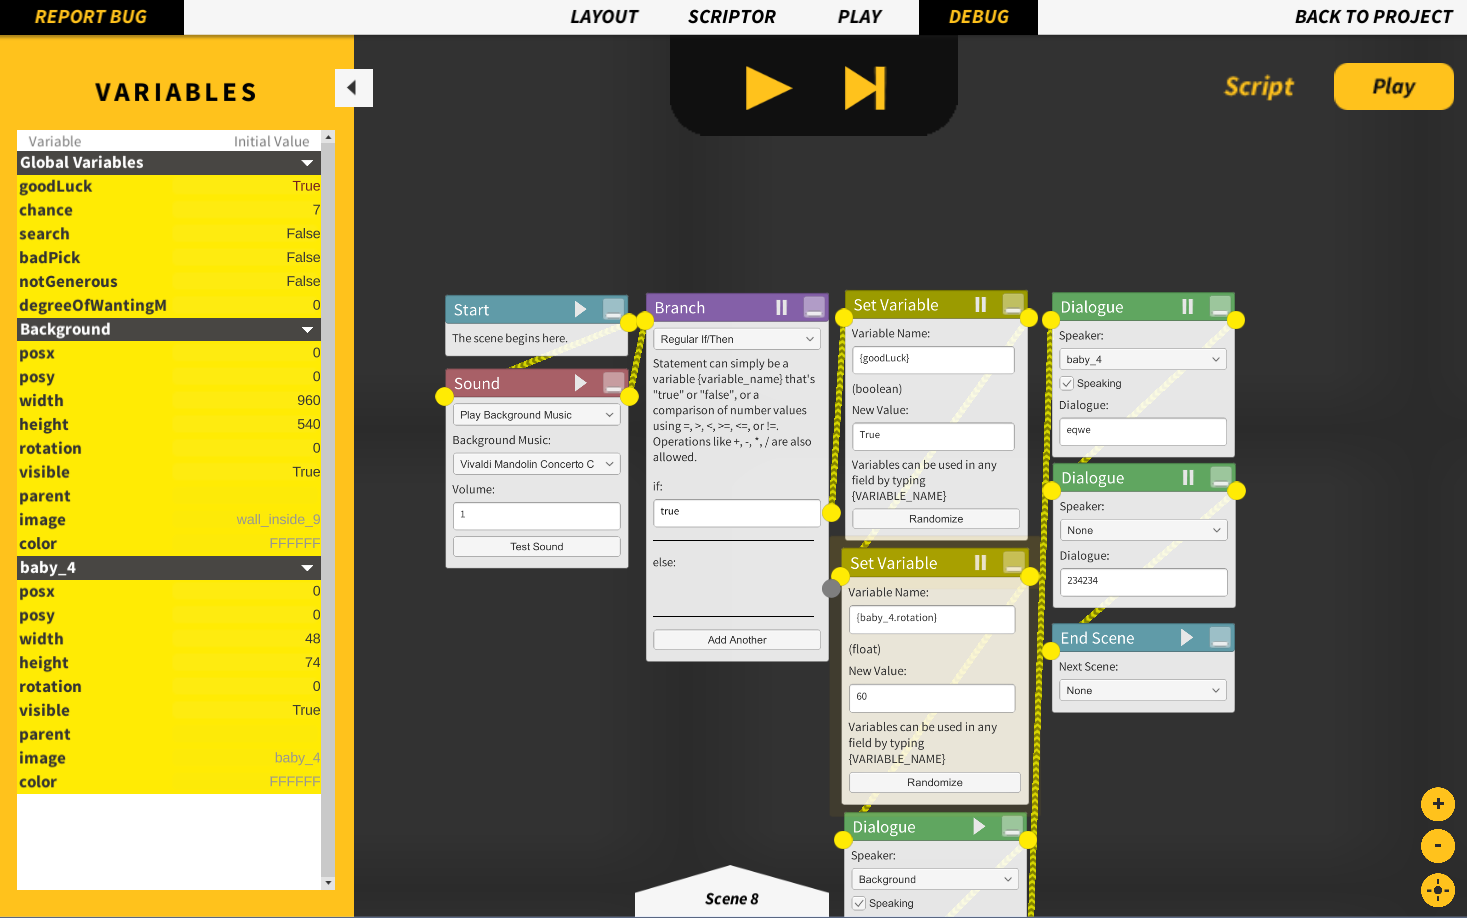 REPORT BUG
LAYOUT
SCRIPTOR
PLAY
DEBUG
BACK TO PROJECT
VARIABLES
Variable Initial Value
Global Variables
goodLuck True
chance 7
search False
badPick False
notGenerous False
degreeOfWantingM 0
Background
posx 0
posy 0
width 960
height 540
rotation 0
visible True
parent
image wall_inside_9
color FFFFFF
baby_4
posx 0
posy 0
width 48
height 74
rotation 0
visible True
parent
image baby_4
color FFFFFF
Script
Play
Start
The scene begins here.
Sound
Play Background Music
Background Music:
Vivaldi Mandolin Concerto C
Volume:
1
Test Sound
Branch
Regular If/Then
Statement can simply be a
variable {variable_name} that's
"true" or "false", or a
comparison of number values
using =, >, <, >=, <=, or !=.
Operations like +, -, *, / are also
allowed.
if:
true
else:
Add Another
Set Variable
Variable Name:
{goodLuck}
(boolean)
New Value:
True
Variables can be used in any
field by typing
{VARIABLE_NAME}
Randomize
Set Variable
Variable Name:
{baby_4.rotation}
(float)
New Value:
60
Variables can be used in any
field by typing
{VARIABLE_NAME}
Randomize
Dialogue
Speaker:
Background
Speaking
Dialogue
Speaker:
baby_4
Speaking
Dialogue:
eqwe
Dialogue
Speaker:
None
Dialogue:
234234
End Scene
Next Scene:
None
Scene 8
+
-